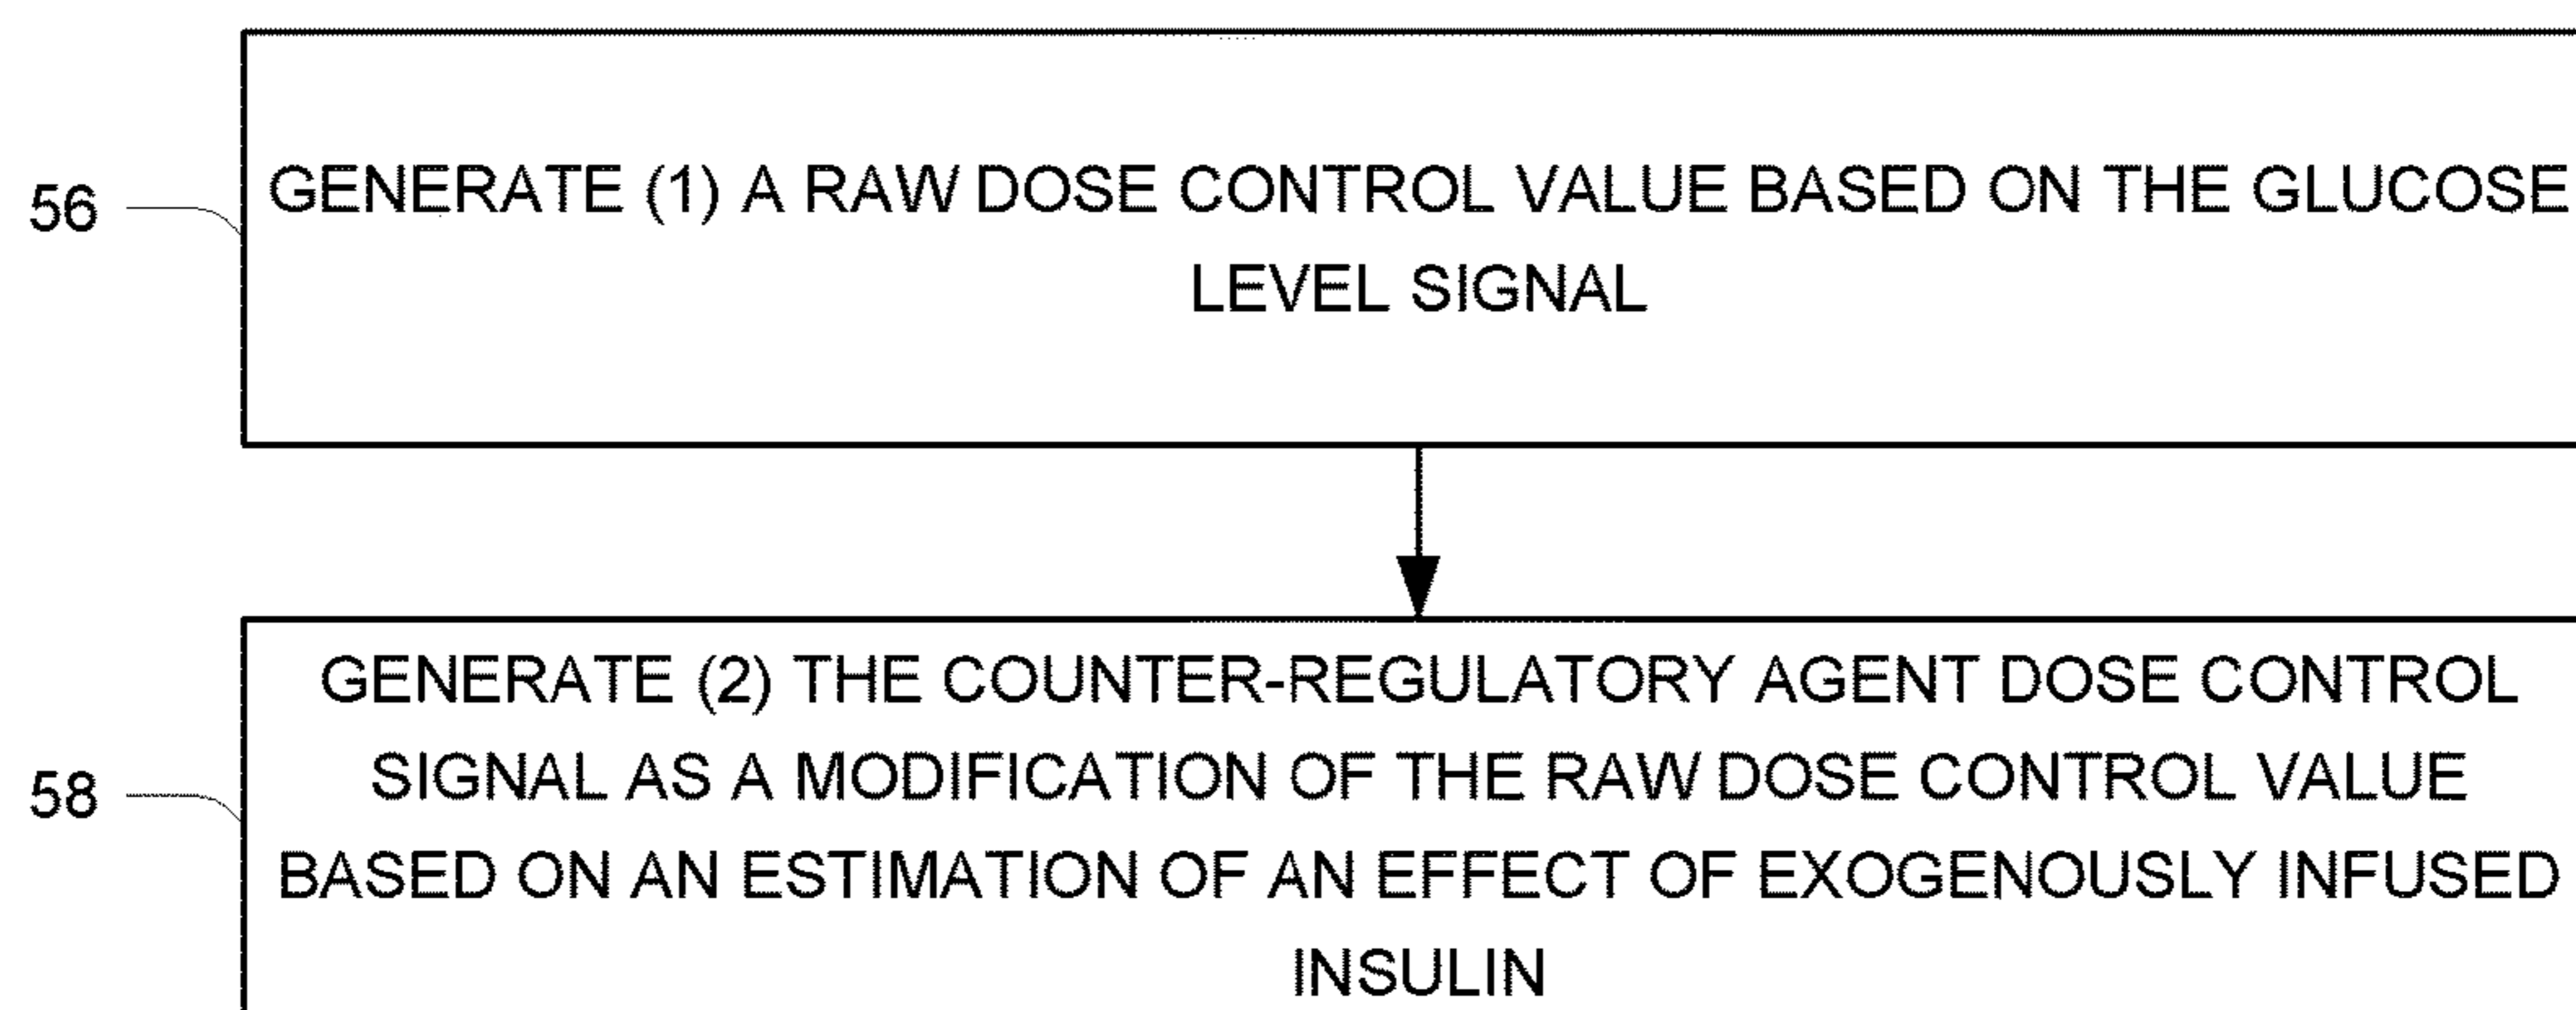 56
GENERATE (1) A RAW DOSE CONTROL VALUE BASED ON THE GLUCOSE
LEVEL SIGNAL
58
GENERATE (2) THE COUNTER-REGULATORY AGENT DOSE CONTROL
SIGNAL AS A MODIFICATION OF THE RAW DOSE CONTROL VALUE
BASED ON AN ESTIMATION OF AN EFFECT OF EXOGENOUSLY INFUSED
INSULIN